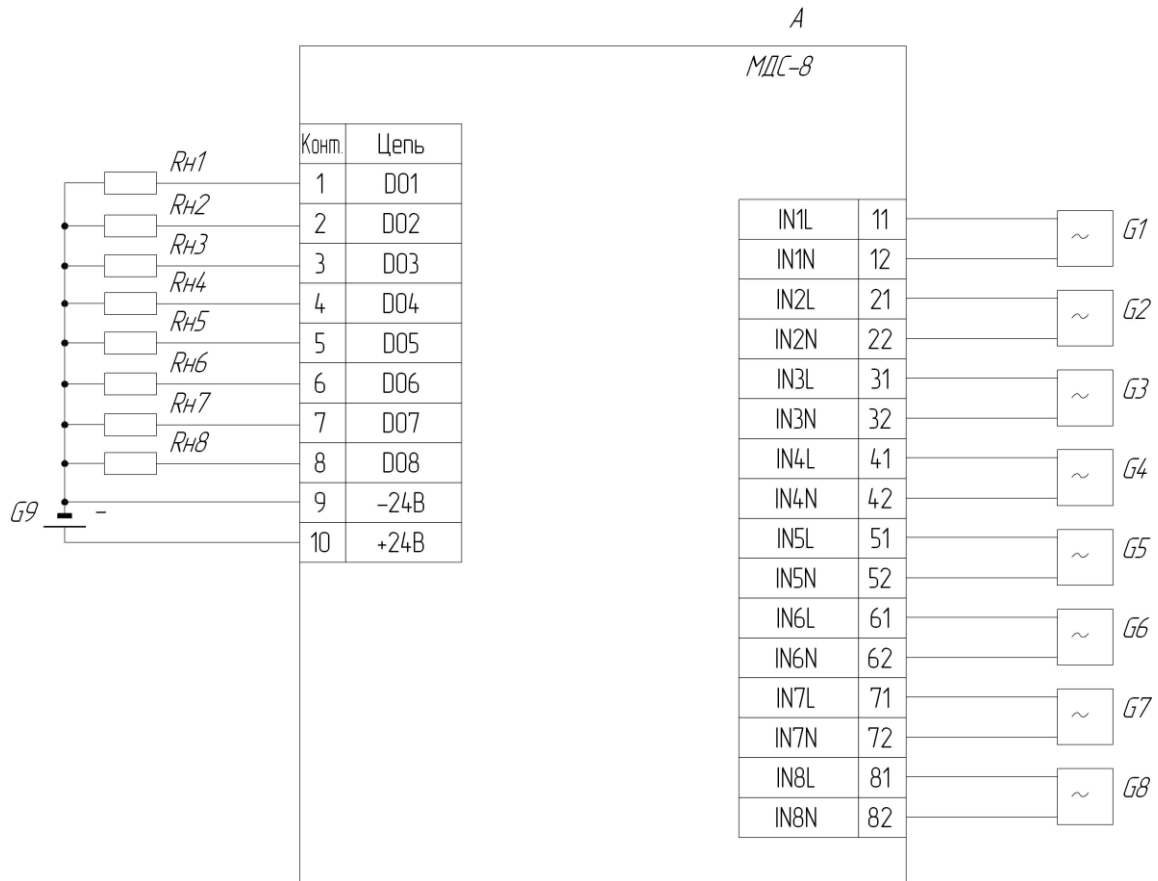 А
МДС-8
Конт. Цепь
Rн1 1 DO1
Rн2 2 DO2
Rн3 3 DO3
Rн4 4 DO4
Rн5 5 DO5
Rн6 6 DO6
Rн7 7 DO7
Rн8 8 DO8
G9 – 9 –24В
10 +24В
IN1L 11 ~ G1
IN1N 12
IN2L 21 ~ G2
IN2N 22
IN3L 31 ~ G3
IN3N 32
IN4L 41 ~ G4
IN4N 42
IN5L 51 ~ G5
IN5N 52
IN6L 61 ~ G6
IN6N 62
IN7L 71 ~ G7
IN7N 72
IN8L 81 ~ G8
IN8N 82